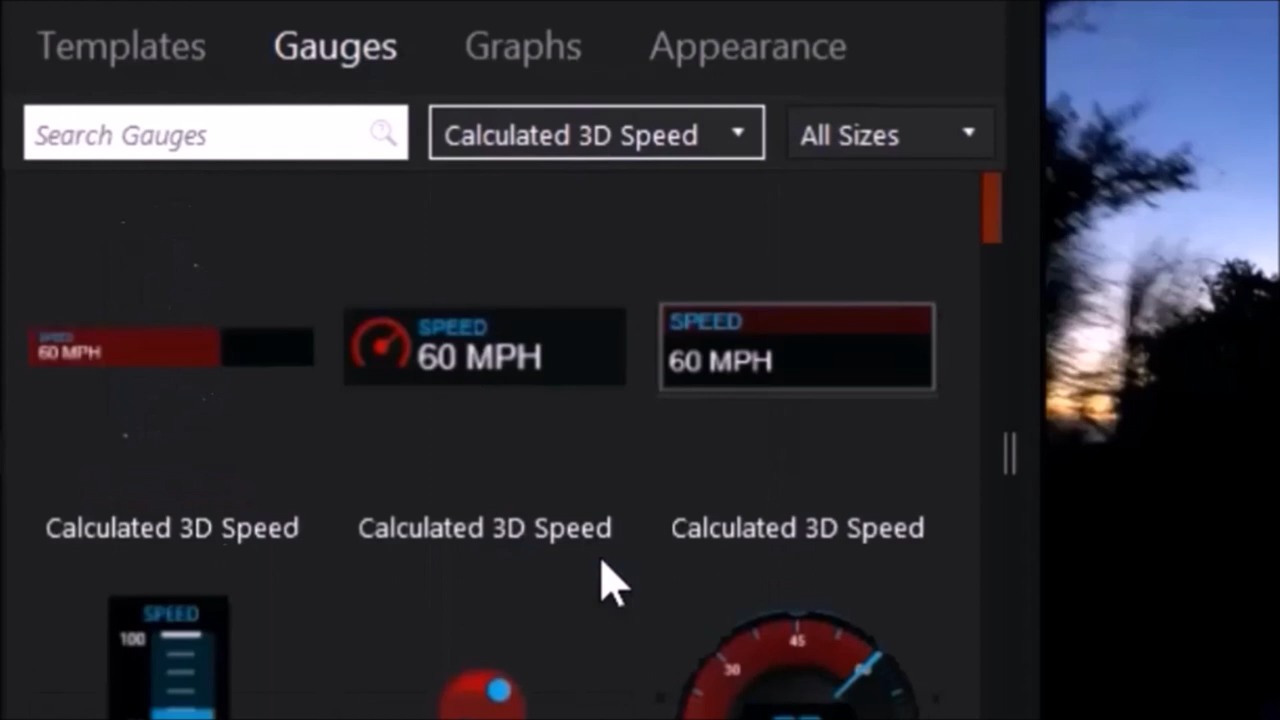 Templates Gauges Graphs Appearance
Search Gauges Calculated 3D Speed All Sizes
SPEED SPEED SPEED
60 MPH 60 MPH 60 MPH
Calculated 3D Speed Calculated 3D Speed Calculated 3D Speed
SPEED
100
45
30